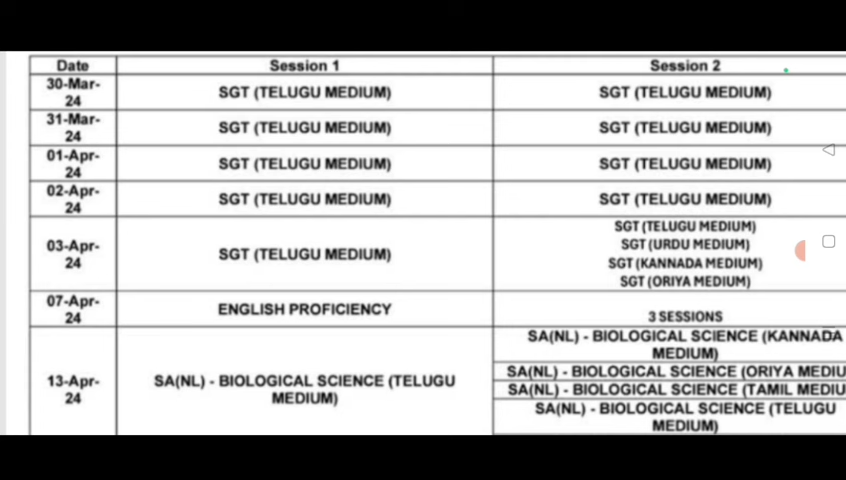 Date Session 1 Session 2
30-Mar-
24 SGT (TELUGU MEDIUM) SGT (TELUGU MEDIUM)
31-Mar-
24 SGT (TELUGU MEDIUM) SGT (TELUGU MEDIUM)
01-Apr-
24 SGT (TELUGU MEDIUM) SGT (TELUGU MEDIUM)
02-Apr-
24 SGT (TELUGU MEDIUM) SGT (TELUGU MEDIUM)
03-Apr-
24 SGT (TELUGU MEDIUM)
SGT (TELUGU MEDIUM)
SGT (URDU MEDIUM)
SGT (KANNADA MEDIUM)
SGT (ORIYA MEDIUM)
07-Apr-
24 ENGLISH PROFICIENCY 3 SESSIONS
13-Apr-
24
SA(NL) - BIOLOGICAL SCIENCE (TELUGU
MEDIUM)
SA(NL) - BIOLOGICAL SCIENCE (KANNADA
MEDIUM)
SA(NL) - BIOLOGICAL SCIENCE (ORIYA MEDIU
SA(NL) - BIOLOGICAL SCIENCE (TAMIL MEDIU
SA(NL) - BIOLOGICAL SCIENCE (TELUGU
MEDIUM)